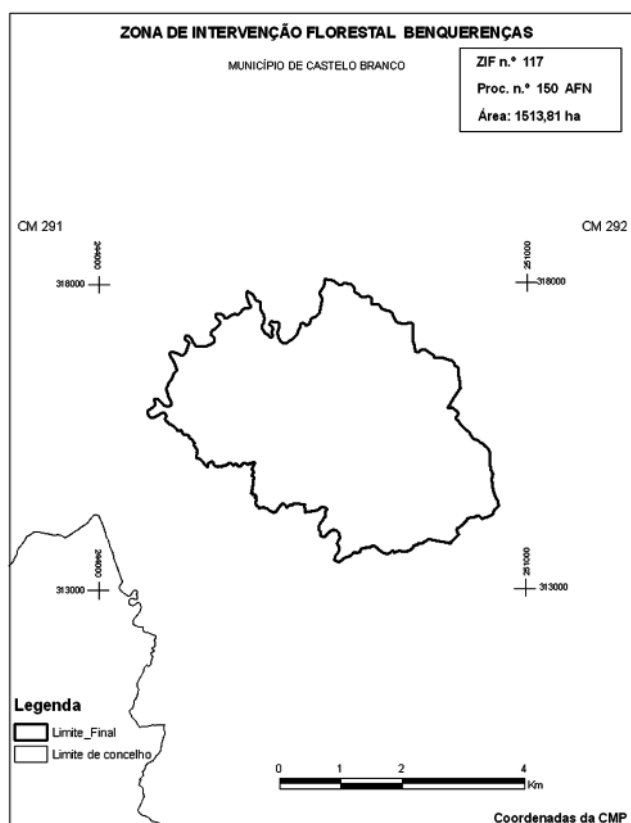 ZONA DE INTERVENÇÃO FLORESTAL BENQUERENÇAS
MUNICÍPIO DE CASTELO BRANCO
ZIF n.º 117
Proc. n.º 150 AFN
Área: 1513,81 ha
CM 291
CM 292
244000
251000
318000
318000
244000
251000
313000
313000
Legenda
Limite_Final
Limite de concelho
0 1 2 4
Km
Coordenadas da CMP